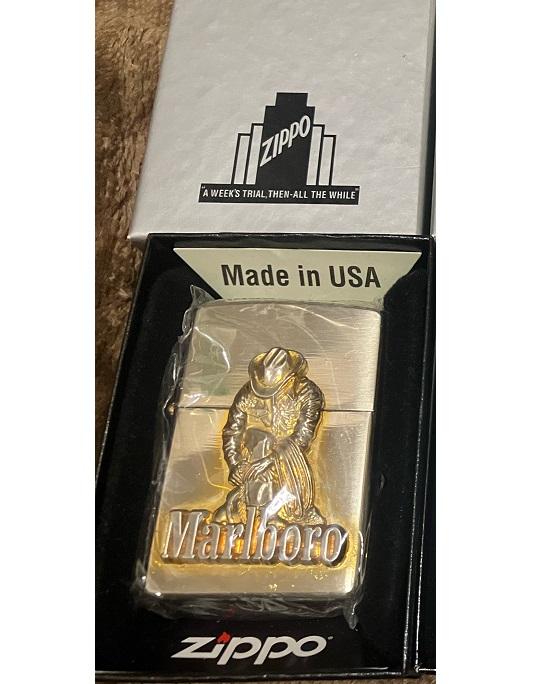 ZIPPO
"A WEEK'S TRIAL,THEN-ALL THE WHILE"
Made in USA
Marlboro
zippo